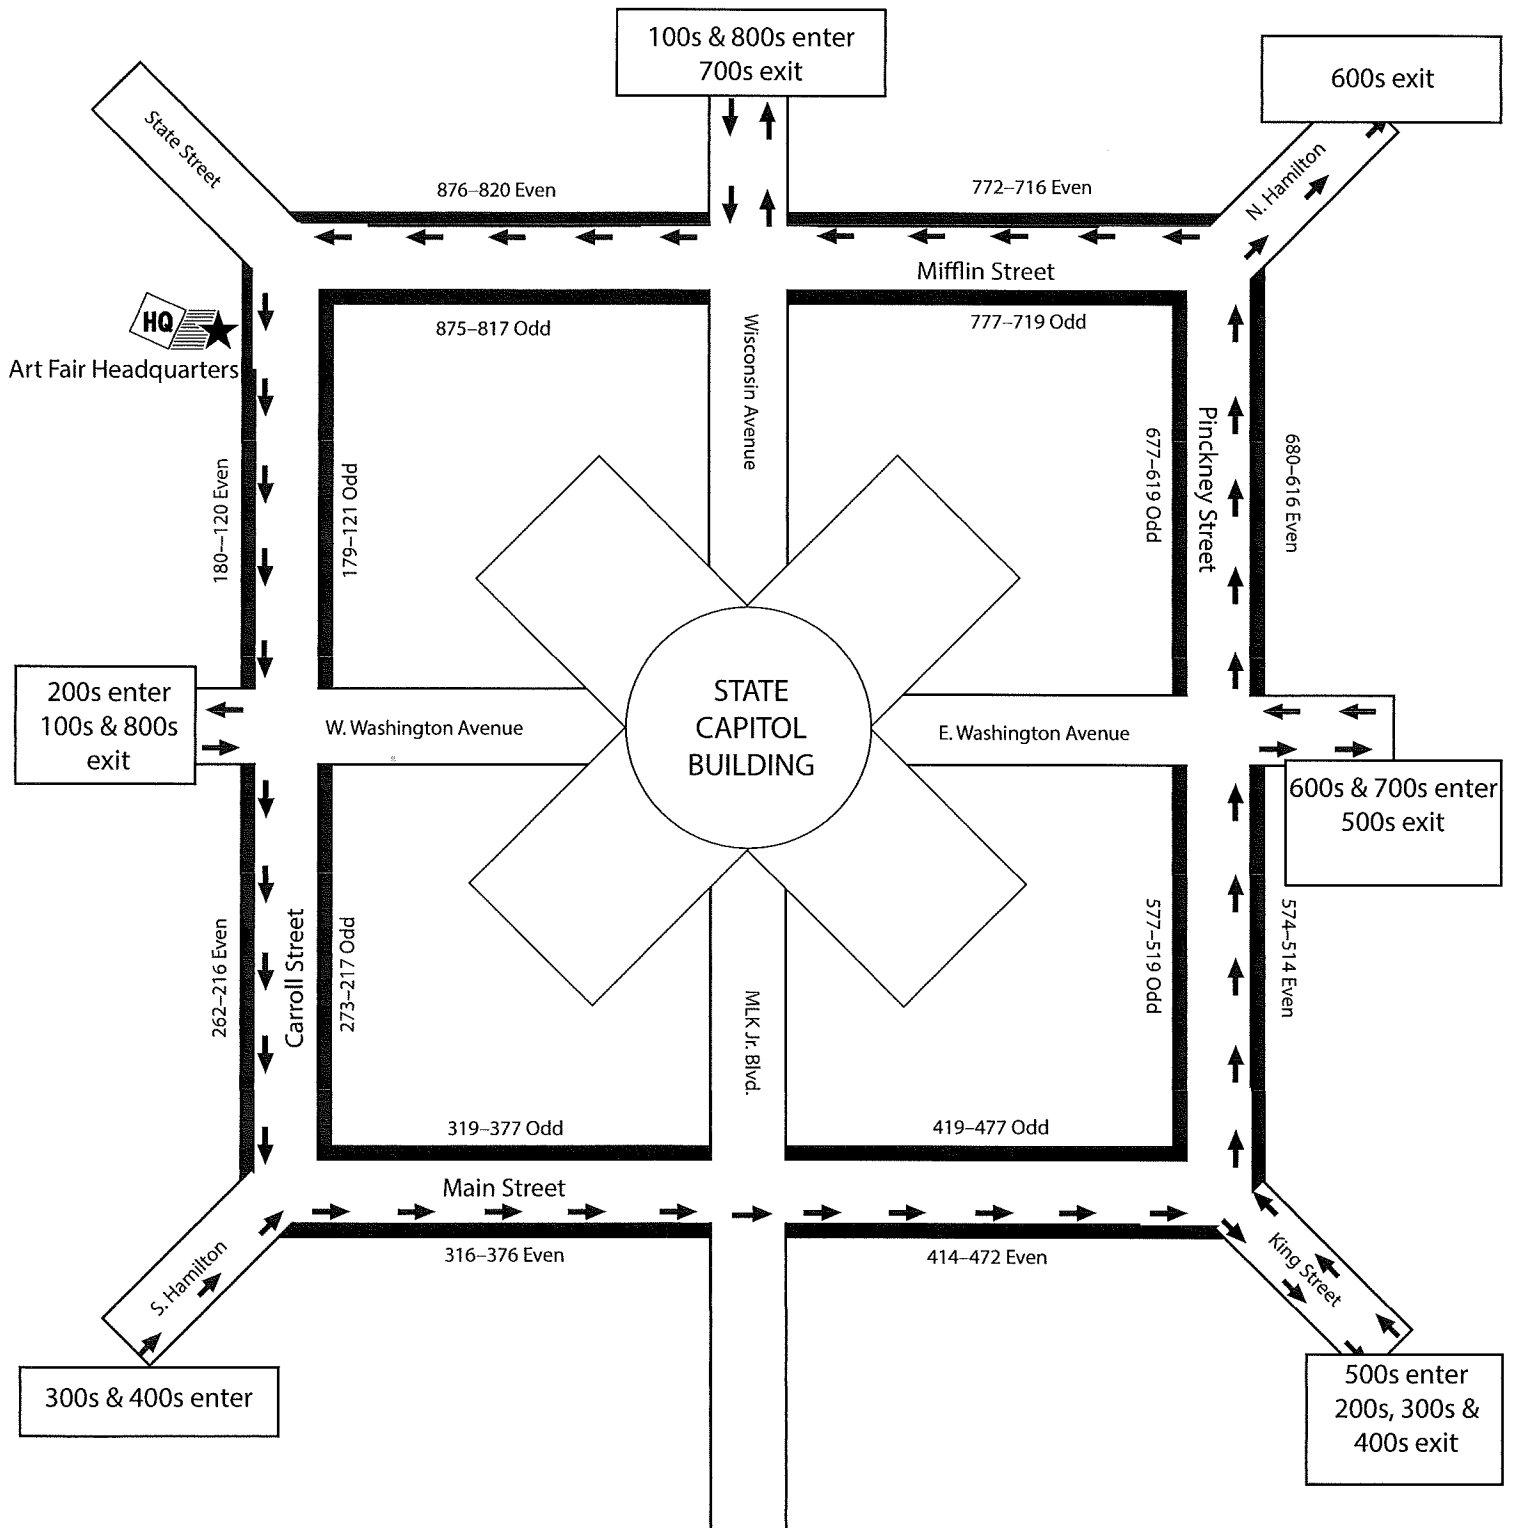 100s & 800s enter
700s exit
600s exit
State Street
N. Hamilton
876–820 Even
772–716 Even
Mifflin Street
875–817 Odd
777–719 Odd
HQ
Art Fair Headquarters
Wisconsin Avenue
Pinckney Street
180–-120 Even
179–121 Odd
677–619 Odd
680–616 Even
200s enter
100s & 800s
exit
W. Washington Avenue
STATE
CAPITOL
BUILDING
E. Washington Avenue
600s & 700s enter
500s exit
262–216 Even
Carroll Street
273–217 Odd
MLK Jr. Blvd.
577–519 Odd
574–514 Even
319–377 Odd
419–477 Odd
Main Street
316–376 Even
414–472 Even
S. Hamilton
King Street
300s & 400s enter
500s enter
200s, 300s &
400s exit